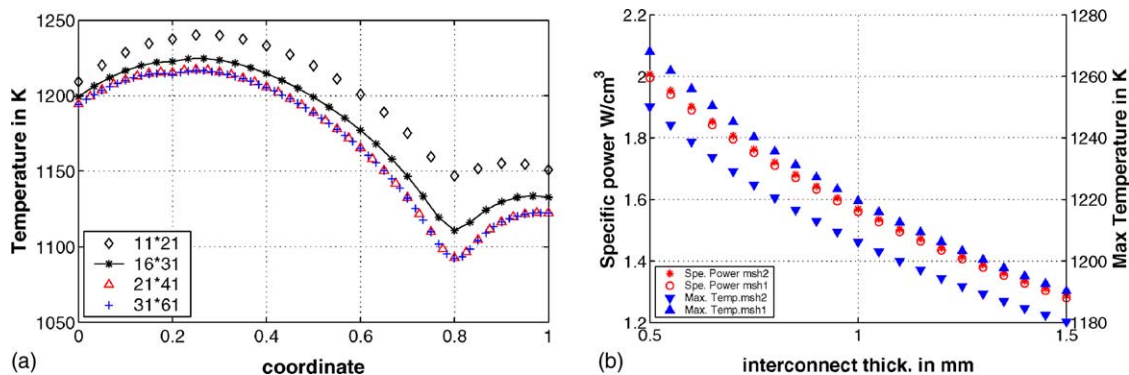 1250
1200
1150
1100
1050
Temperature in K
11*21
16*31
21*41
31*61
0 0.2 0.4 0.6 0.8 1
(a) coordinate
2.2
2
1.8
1.6
1.4
1.2
Specific power W/cm³
Spe. Power msh2
Spe. Power msh1
Max. Temp.msh2
Max. Temp.msh1
1280
1260
1240
1220
1200
1180
Max Temperature in K
0.5 1 1.5
(b) interconnect thick. in mm